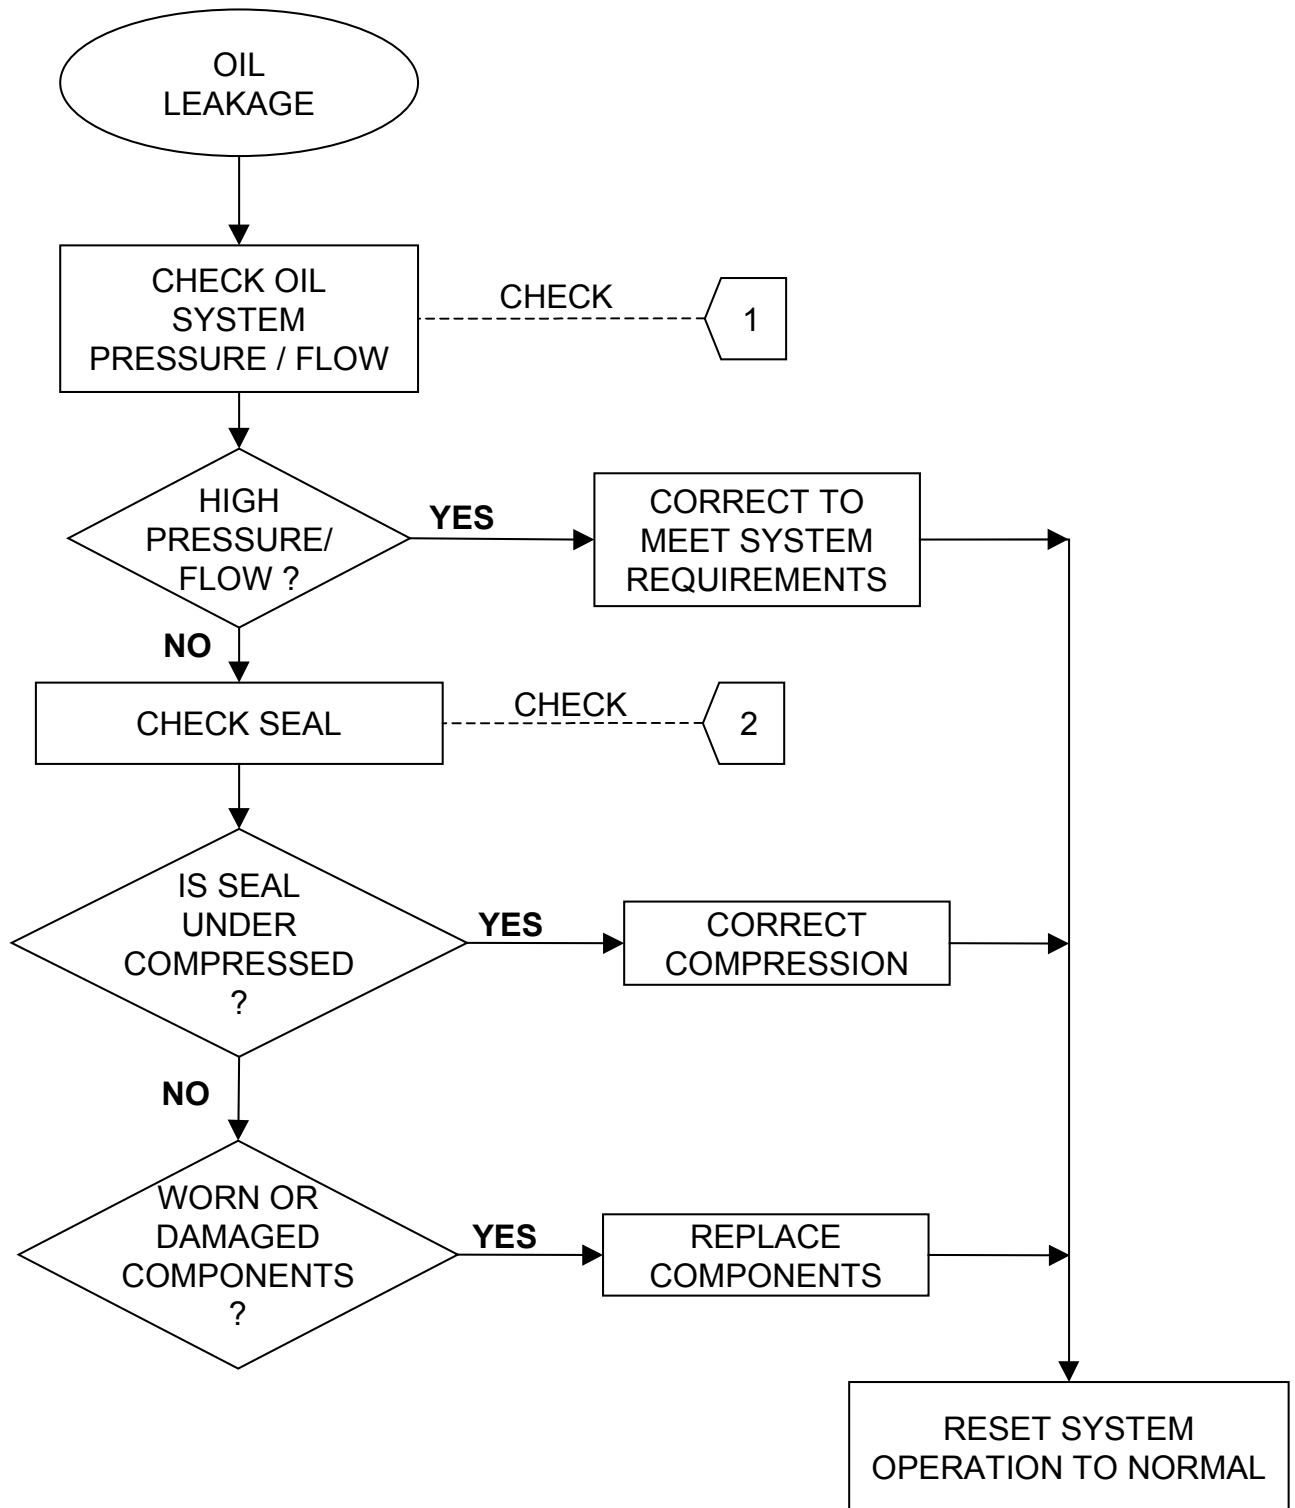 OIL
LEAKAGE
CHECK OIL
SYSTEM
PRESSURE / FLOW
CHECK
1
HIGH
PRESSURE/
FLOW ?
YES
CORRECT TO
MEET SYSTEM
REQUIREMENTS
NO
CHECK SEAL
CHECK
2
IS SEAL
UNDER
COMPRESSED
?
YES
CORRECT
COMPRESSION
NO
WORN OR
DAMAGED
COMPONENTS
?
YES
REPLACE
COMPONENTS
RESET SYSTEM
OPERATION TO NORMAL